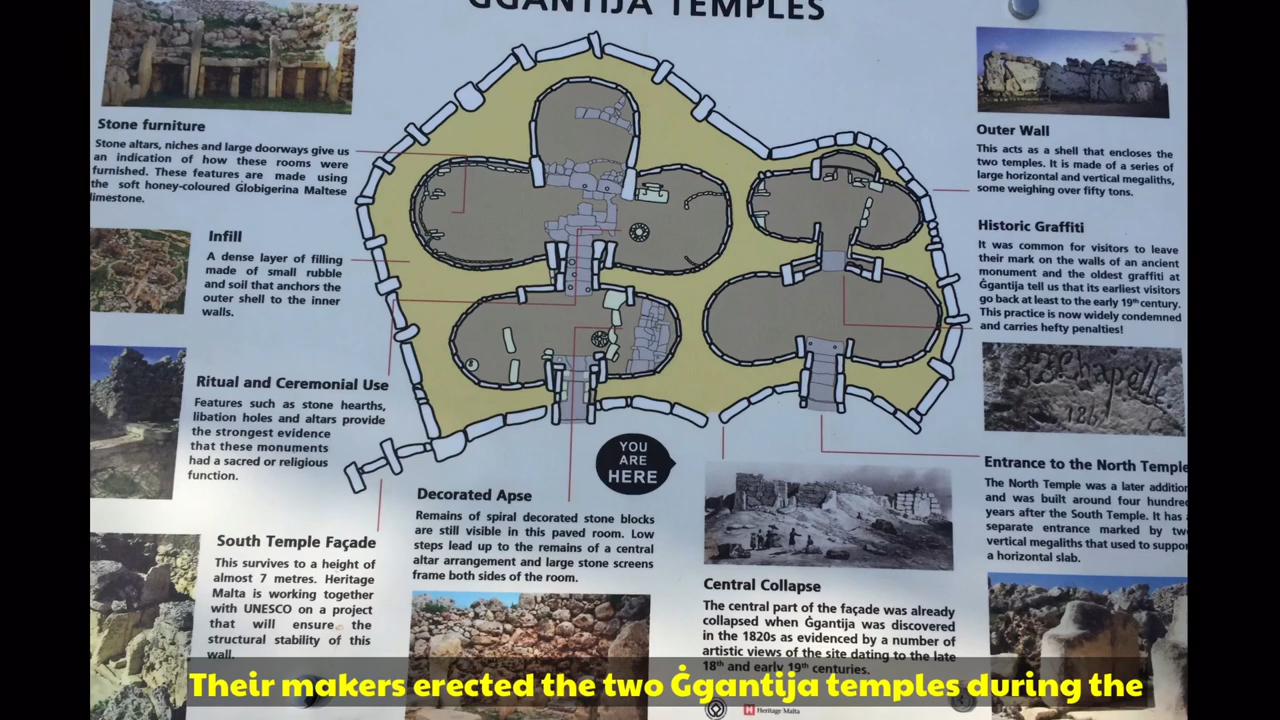 ĠGANTIJA TEMPLES
Stone furniture
Stone altars, niches and large doorways give us
an indication of how these rooms were
furnished. These features are made using
the soft honey-coloured Globigerina Maltese
limestone.
Infill
A dense layer of filling
made of small rubble
and soil that anchors the
outer shell to the inner
walls.
Ritual and Ceremonial Use
Features such as stone hearths,
libation holes and altars provide
the strongest evidence
that these monuments
had a sacred or religious
function.
South Temple Façade
This survives to a height of
almost 7 metres. Heritage
Malta is working together
with UNESCO on a project
that will ensure the
structural stability of this
wall.
Decorated Apse
Remains of spiral decorated stone blocks
are still visible in this paved room. Low
steps lead up to the remains of a central
altar arrangement and large stone screens
frame both sides of the room.
YOU
ARE
HERE
Central Collapse
The central part of the façade was already
collapsed when Ġgantija was discovered
in the 1820s as evidenced by a number of
artistic views of the site dating to the late
18th and early 19th centuries.
Outer Wall
This acts as a shell that encloses the
two temples. It is made of a series of
large horizontal and vertical megaliths,
some weighing over fifty tons.
Historic Graffiti
It was common for visitors to leave
their mark on the walls of an ancient
monument and the oldest graffiti at
Ġgantija tell us that its earliest visitors
go back at least to the early 19th century.
This practice is now widely condemned
and carries hefty penalties!
Chapelle
Entrance to the North Temple
The North Temple was a later addition
and was built around four hundred
years after the South Temple. It has a
separate entrance marked by two
vertical megaliths that used to support
a horizontal slab.
Their makers erected the two Ġgantija temples during the
Heritage Malta